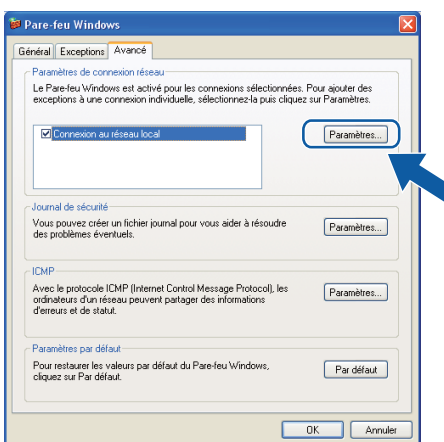 Pare-feu Windows
Général Exceptions Avancé
Paramètres de connexion réseau
Le Pare-feu Windows est activé pour les connexions sélectionnées. Pour ajouter des
exceptions à une connexion individuelle, sélectionnez-la puis cliquez sur Paramètres.
Connexion au réseau local
Paramètres...
Journal de sécurité
Vous pouvez créer un fichier journal pour vous aider à résoudre
des problèmes éventuels.
Paramètres...
ICMP
Avec le protocole ICMP (Internet Control Message Protocol), les
ordinateurs d'un réseau peuvent partager des informations
d'erreurs et de statut.
Paramètres...
Paramètres par défaut
Pour restaurer les valeurs par défaut du Pare-feu Windows,
cliquez sur Par défaut.
Par défaut
OK Annuler